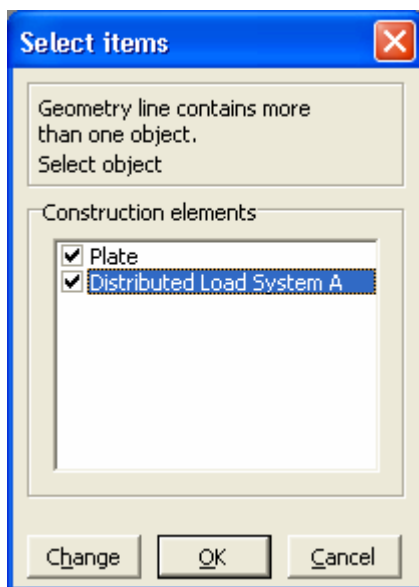 Select items
Geometry line contains more
than one object.
Select object
Construction elements
Plate
Distributed Load System A
Change
OK
Cancel